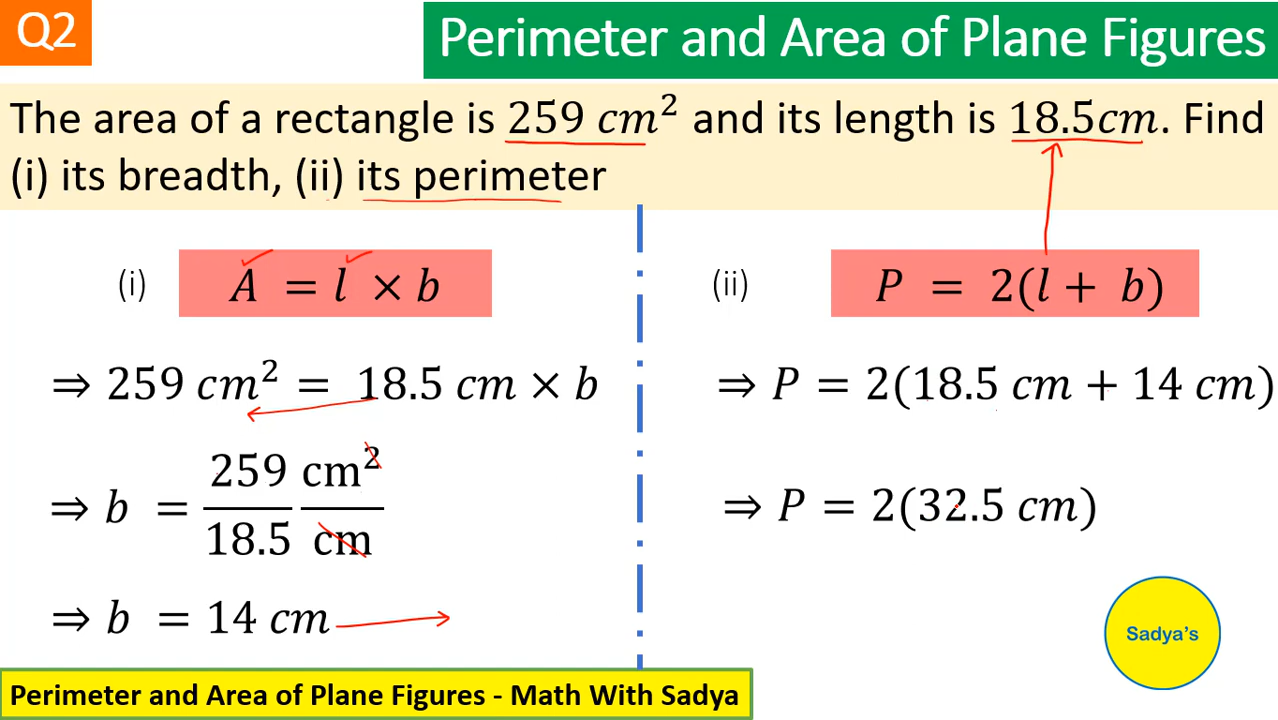 Q2
Perimeter and Area of Plane Figures
The area of a rectangle is 259 cm² and its length is 18.5cm. Find
(i) its breadth, (ii) its perimeter
(i) A = l × b
⇒ 259 cm² = 18.5 cm × b
⇒ b = 259 cm² / 18.5 cm
⇒ b = 14 cm
(ii) P = 2(l + b)
⇒ P = 2(18.5 cm + 14 cm)
⇒ P = 2(32.5 cm)
Sadya's
Perimeter and Area of Plane Figures - Math With Sadya